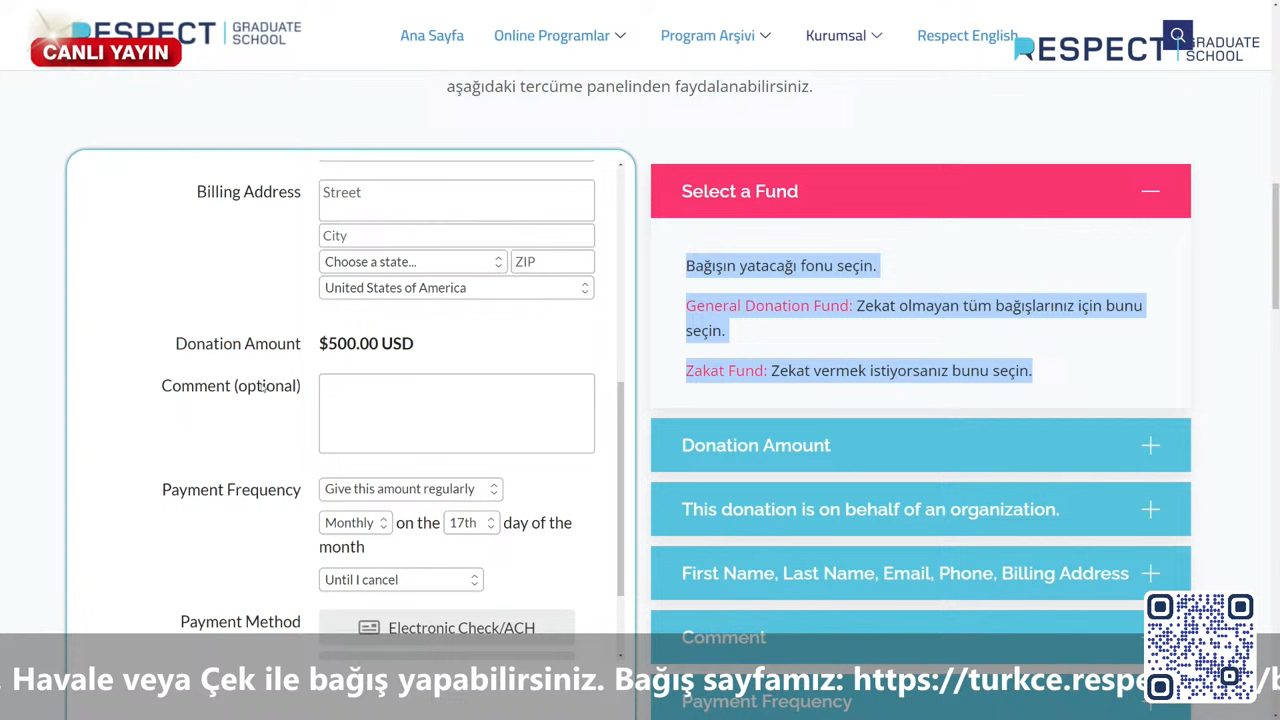 RESPECT GRADUATE SCHOOL
CANLI YAYIN
Ana Sayfa
Online Programlar
Program Arşivi
Kurumsal
Respect English
RESPECT GRADUATE SCHOOL
aşağıdaki tercüme panelinden faydalanabilirsiniz.
Billing Address
Street
City
Choose a state...
ZIP
United States of America
Donation Amount
$500.00 USD
Comment (optional)
Payment Frequency
Give this amount regularly
Monthly on the 17th day of the
month
Until I cancel
Payment Method
Electronic Check/ACH
Select a Fund
Bağışın yatacağı fonu seçin.
General Donation Fund: Zekat olmayan tüm bağışlarınız için bunu
seçin.
Zakat Fund: Zekat vermek istiyorsanız bunu seçin.
Donation Amount
This donation is on behalf of an organization.
First Name, Last Name, Email, Phone, Billing Address
Comment
Payment Frequency
. Havale veya Çek ile bağış yapabilirsiniz. Bağış sayfamız: https://turkce.respe